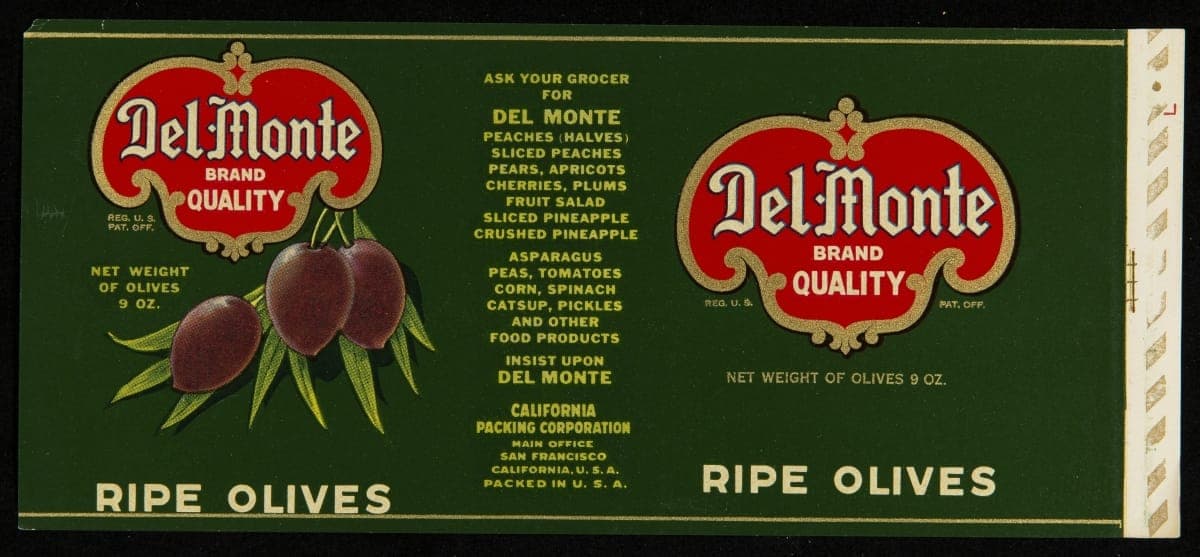 Del Monte
BRAND
QUALITY
REG. U. S.
PAT. OFF.
NET WEIGHT
OF OLIVES
9 OZ.
RIPE OLIVES
ASK YOUR GROCER
FOR
DEL MONTE
PEACHES (HALVES)
SLICED PEACHES
PEARS, APRICOTS
CHERRIES, PLUMS
FRUIT SALAD
SLICED PINEAPPLE
CRUSHED PINEAPPLE
ASPARAGUS
PEAS, TOMATOES
CORN, SPINACH
CATSUP, PICKLES
AND OTHER
FOOD PRODUCTS
INSIST UPON
DEL MONTE
CALIFORNIA
PACKING CORPORATION
MAIN OFFICE
SAN FRANCISCO
CALIFORNIA, U. S. A.
PACKED IN U. S. A.
Del Monte
BRAND
QUALITY
REG. U. S. PAT. OFF.
NET WEIGHT OF OLIVES 9 OZ.
RIPE OLIVES